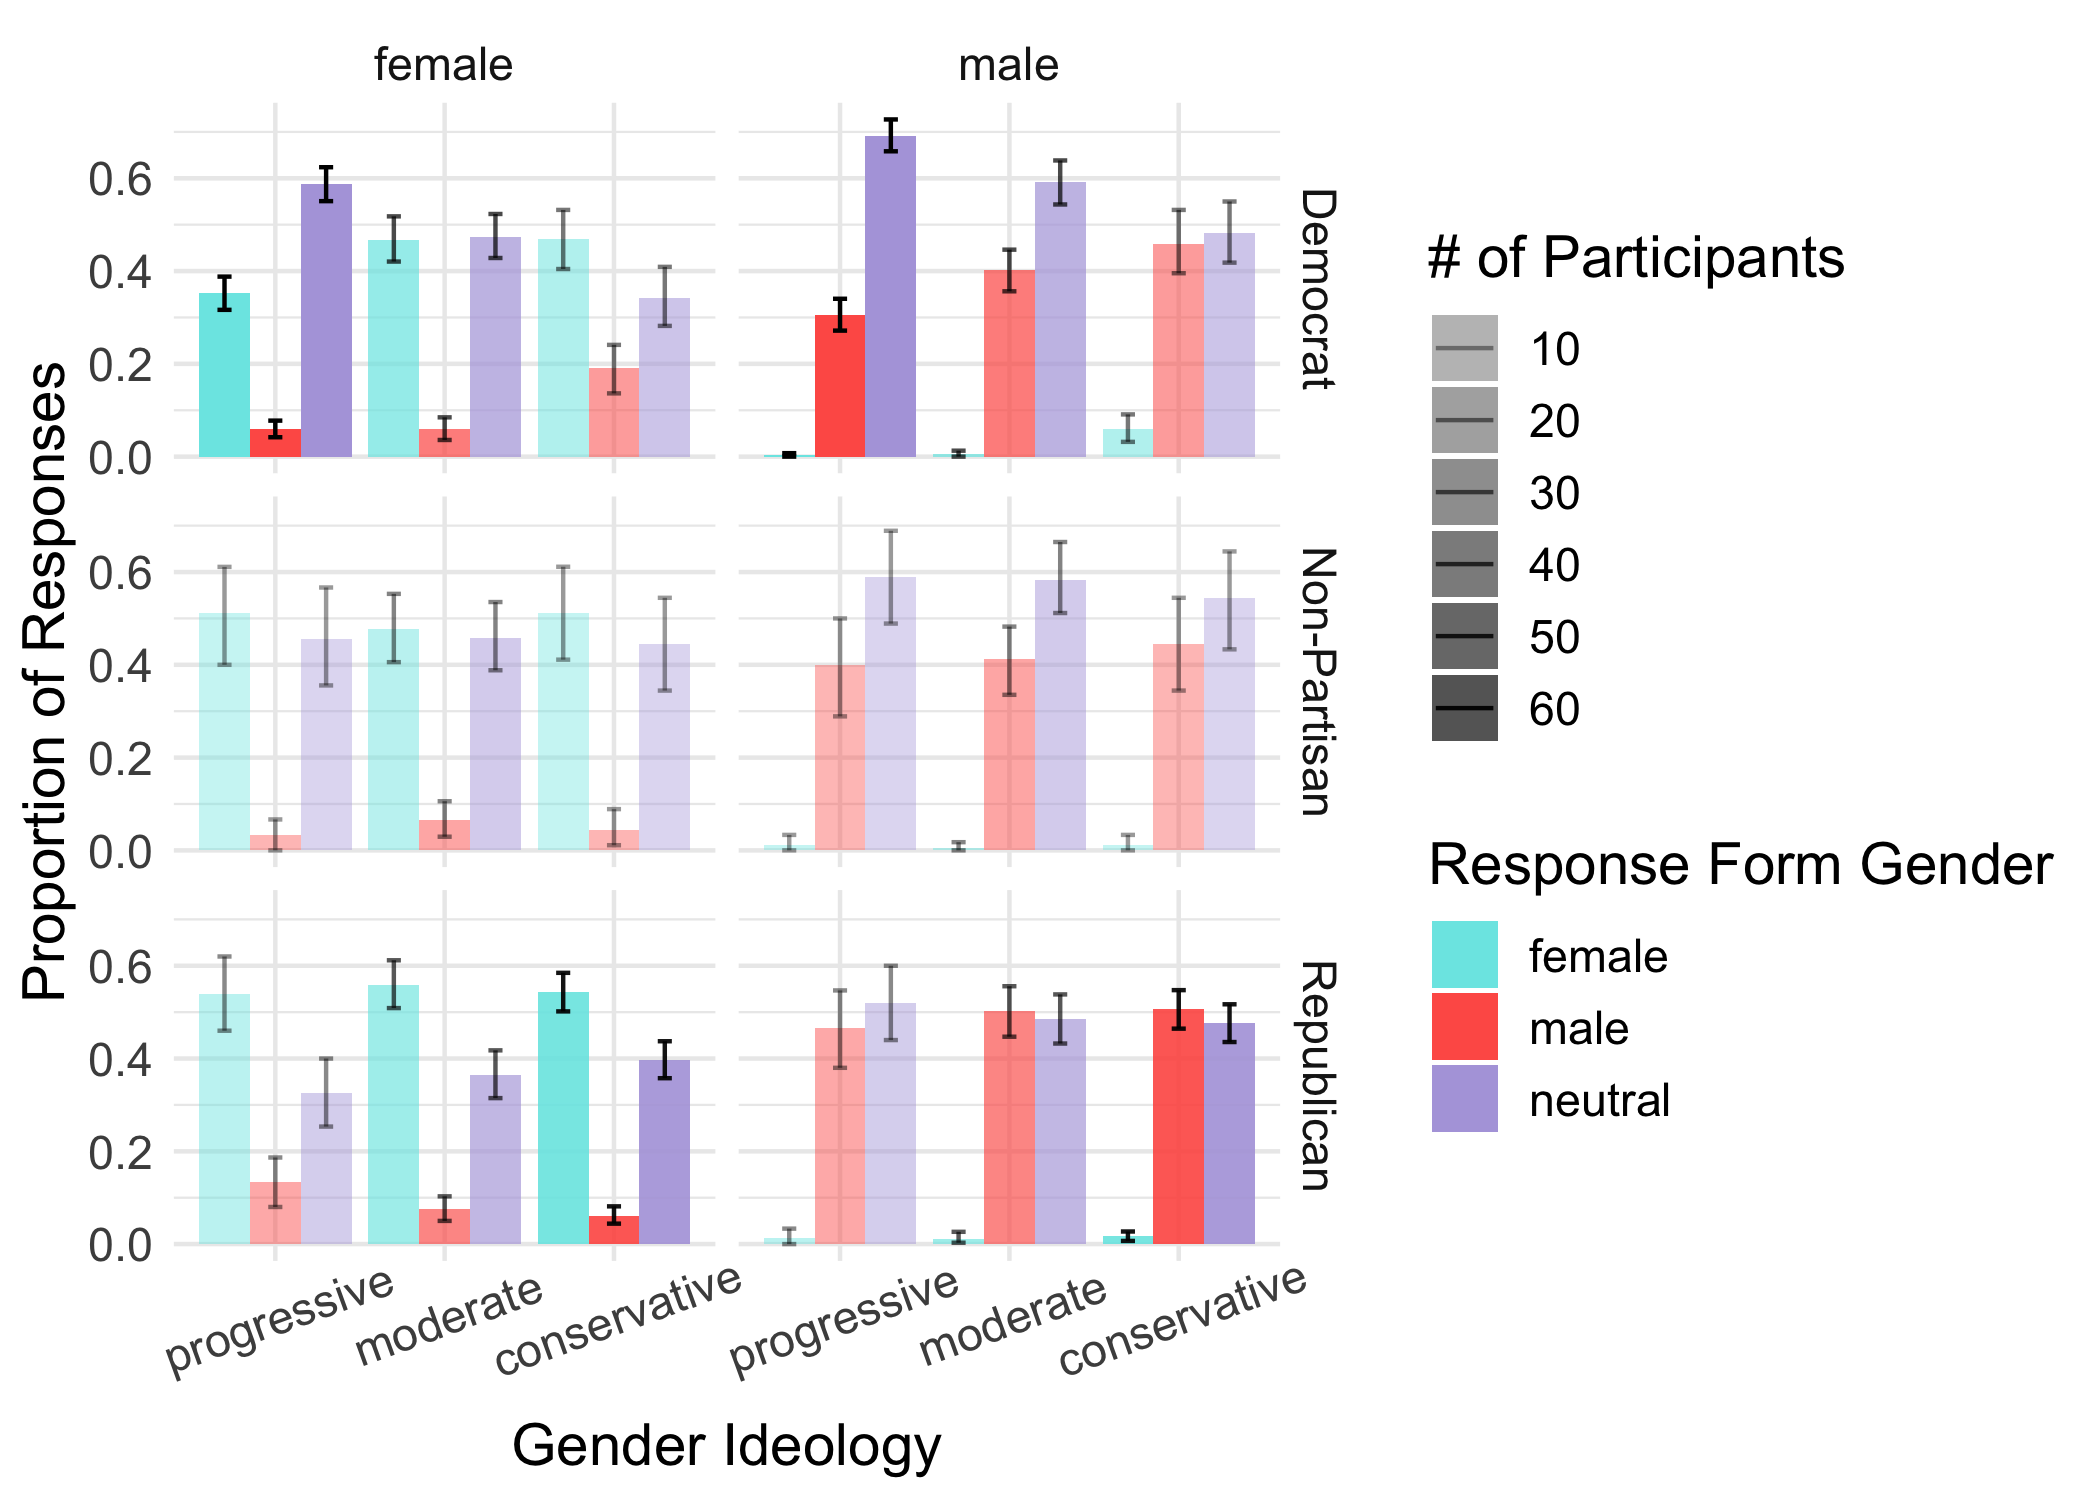 female
male
0.6
0.4
0.2
0.0
Democrat
0.6
0.4
0.2
0.0
Non-Partisan
0.6
0.4
0.2
0.0
Republican
progressive
moderate
conservative
progressive
moderate
conservative
Proportion of Responses
Gender Ideology
# of Participants
10
20
30
40
50
60
Response Form Gender
female
male
neutral